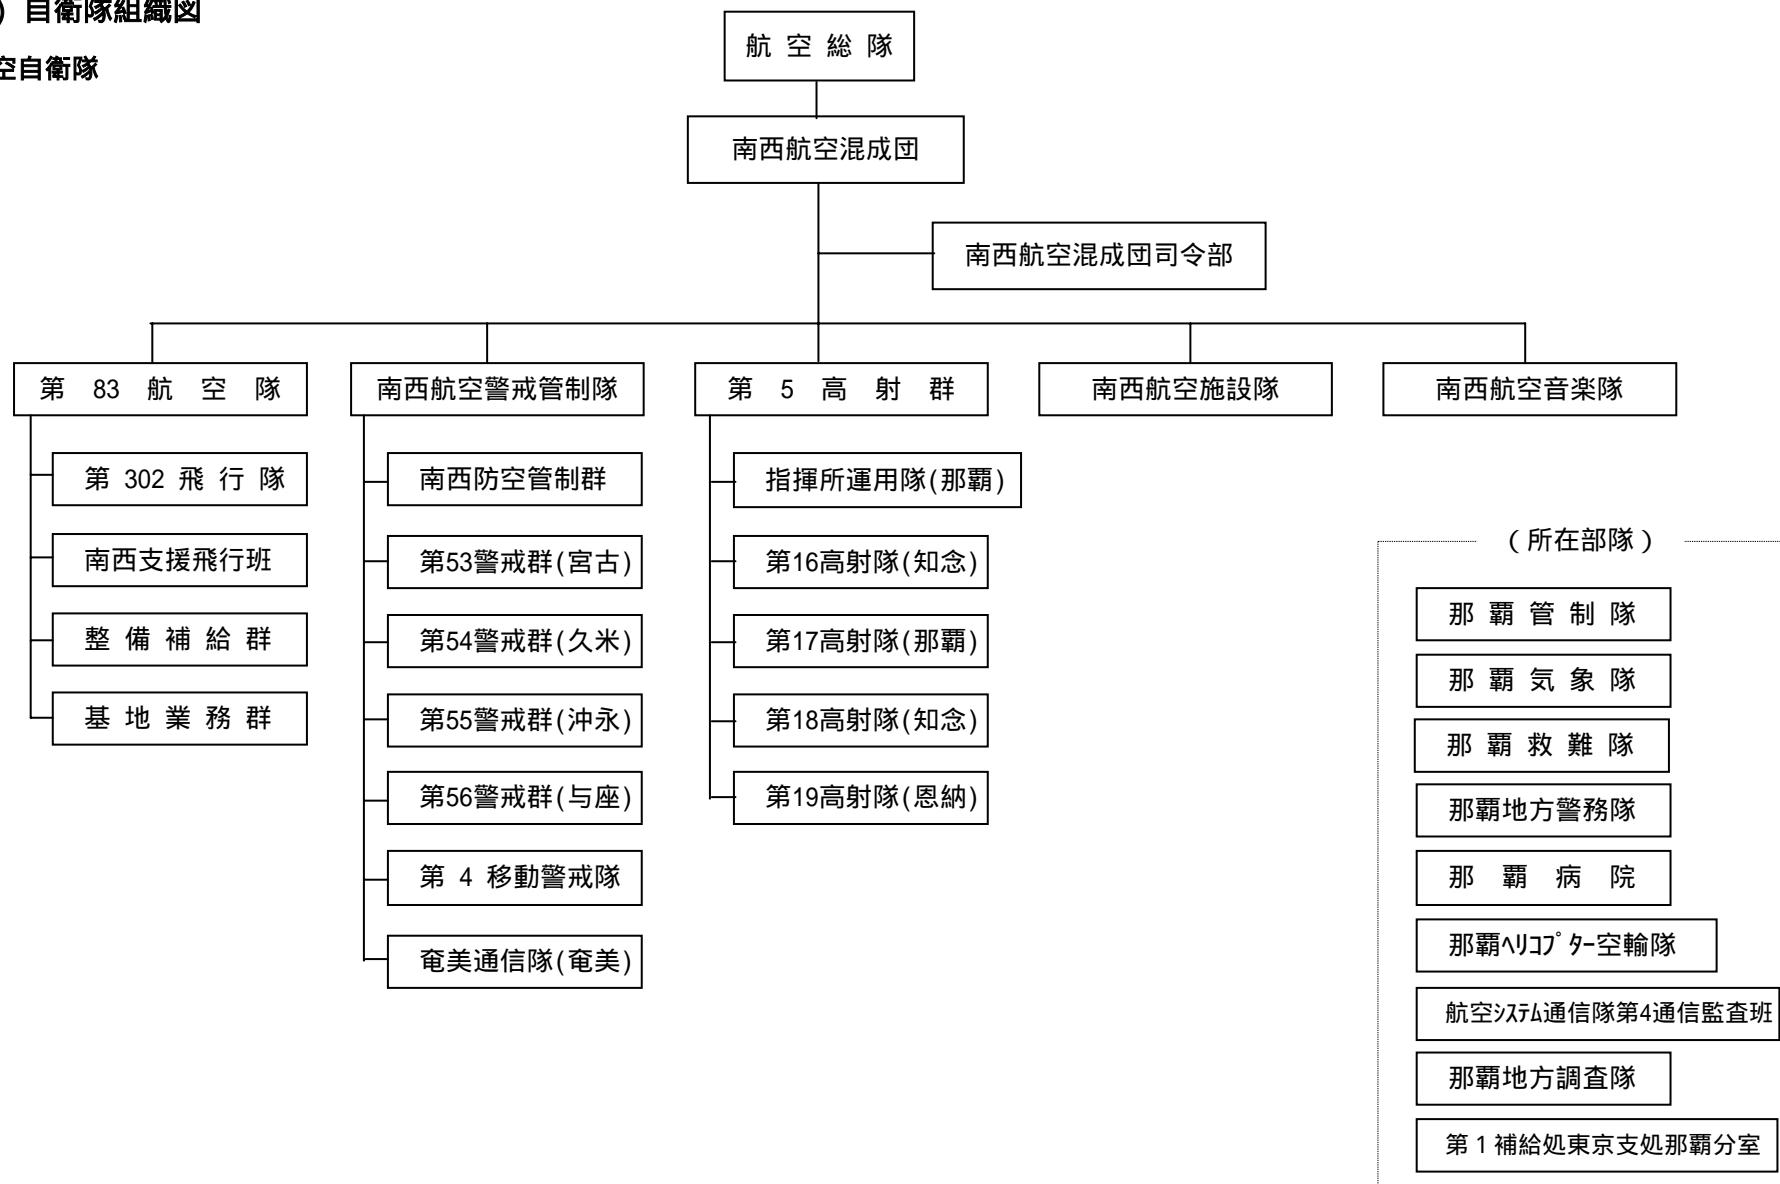 ) 自衛隊組織図
空自衛隊
航空総隊
南西航空混成団
南西航空混成団司令部
第 83 航空隊
南西航空警戒管制隊
第 5 高射群
南西航空施設隊
南西航空音楽隊
第 302 飛行隊
南西支援飛行班
整備補給群
基地業務群
南西防空管制群
第53警戒群(宮古)
第54警戒群(久米)
第55警戒群(沖永)
第56警戒群(与座)
第 4 移動警戒隊
奄美通信隊(奄美)
指揮所運用隊(那覇)
第16高射隊(知念)
第17高射隊(那覇)
第18高射隊(知念)
第19高射隊(恩納)
(所在部隊)
那覇管制隊
那覇気象隊
那覇救難隊
那覇地方警務隊
那覇病院
那覇ﾍﾘｺﾌﾟﾀｰ空輸隊
航空ｼｽﾃﾑ通信隊第4通信監査班
那覇地方調査隊
第1補給処東京支処那覇分室